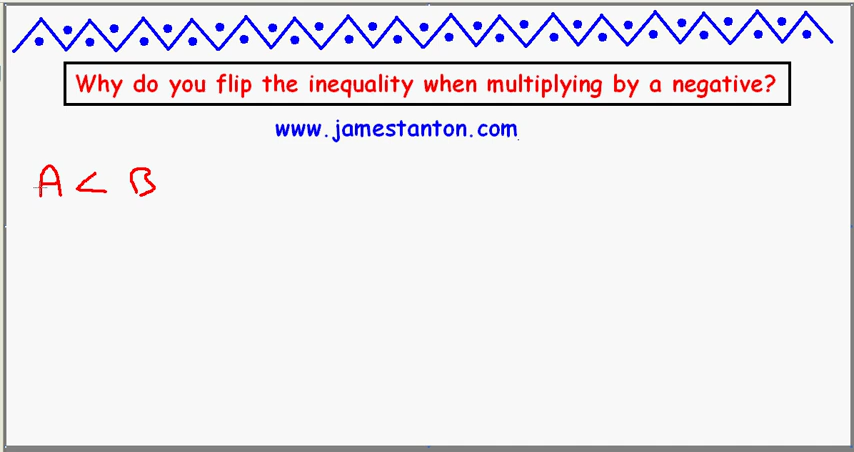 Why do you flip the inequality when multiplying by a negative?
www.jamestanton.com
A < B